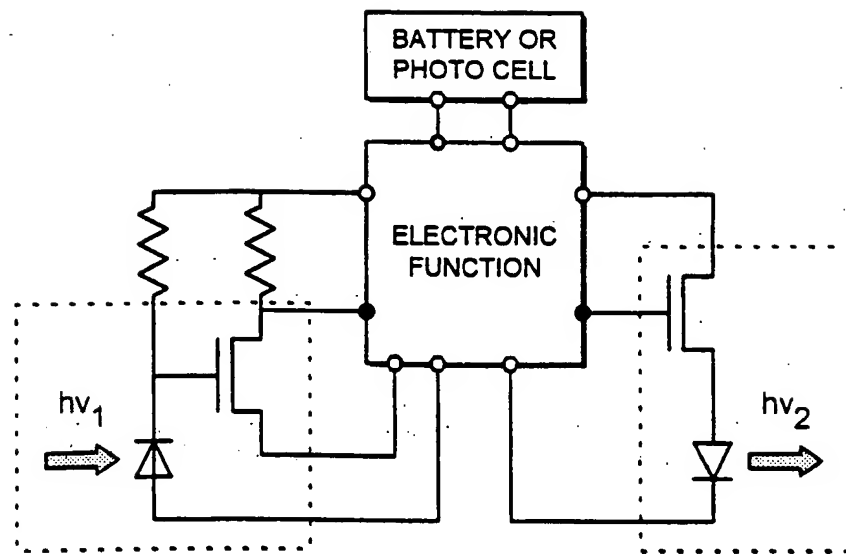 BATTERY OR
PHOTO CELL
ELECTRONIC
FUNCTION
hv₁
hv₂